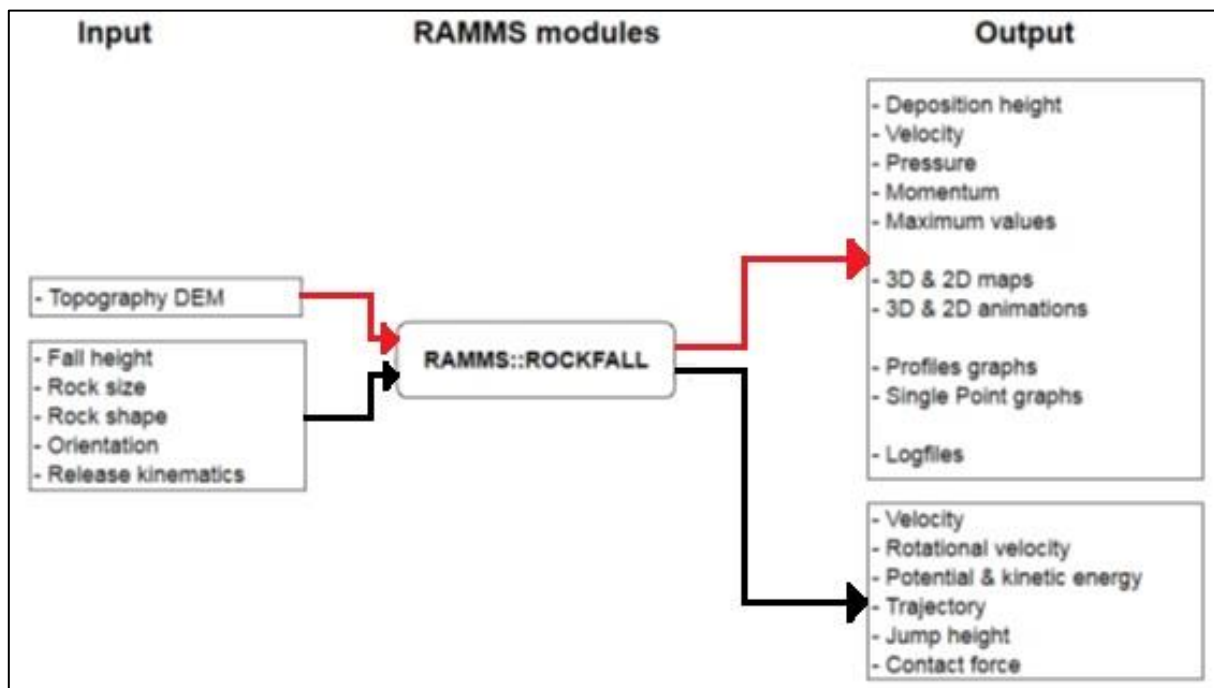 Input
RAMMS modules
Output
- Topography DEM
- Fall height
- Rock size
- Rock shape
- Orientation
- Release kinematics
RAMMS::ROCKFALL
- Deposition height
- Velocity
- Pressure
- Momentum
- Maximum values
- 3D & 2D maps
- 3D & 2D animations
- Profiles graphs
- Single Point graphs
- Logfiles
- Velocity
- Rotational velocity
- Potential & kinetic energy
- Trajectory
- Jump height
- Contact force